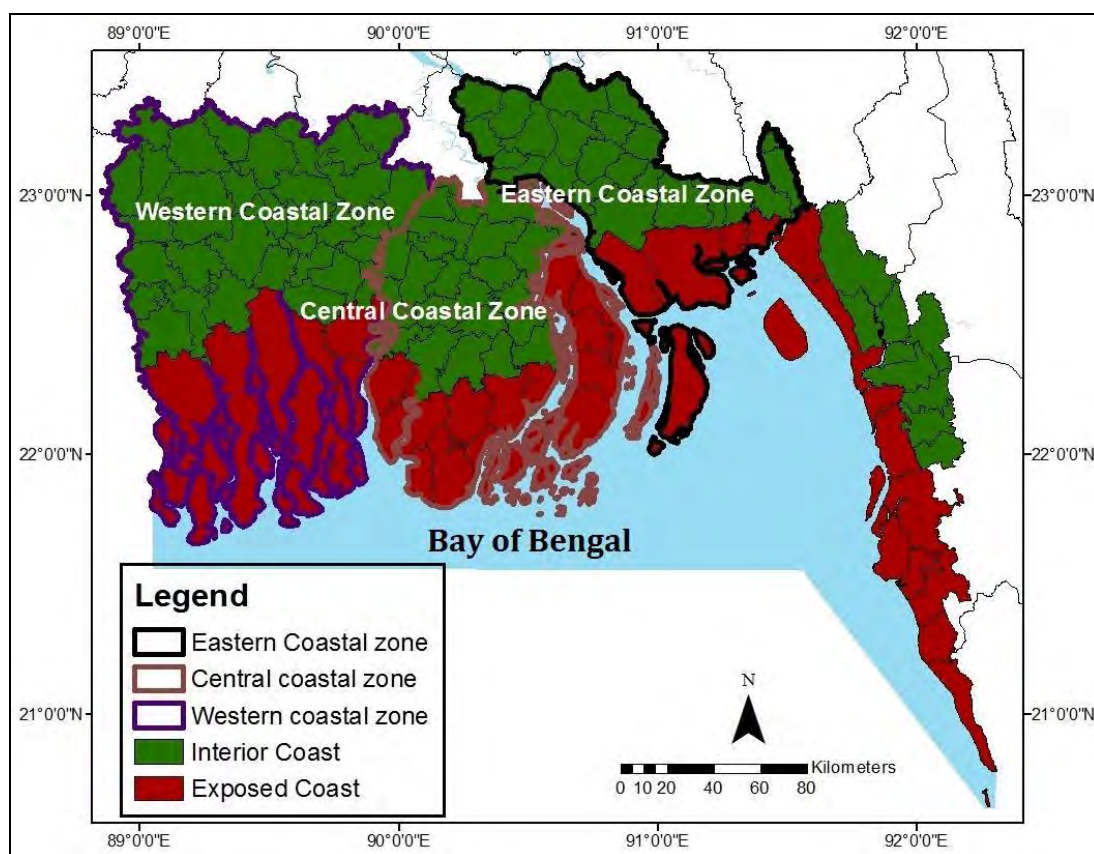 89°0'0"E 90°0'0"E 91°0'0"E 92°0'0"E
23°0'0"N 23°0'0"N
Eastern Coastal Zone
Western Coastal Zone
Central Coastal Zone
22°0'0"N 22°0'0"N
Bay of Bengal
Legend
Eastern Coastal zone
Central coastal zone
Western coastal zone
Interior Coast
Exposed Coast
N
21°0'0"N 21°0'0"N
Kilometers
0 10 20 40 60 80
89°0'0"E 90°0'0"E 91°0'0"E 92°0'0"E